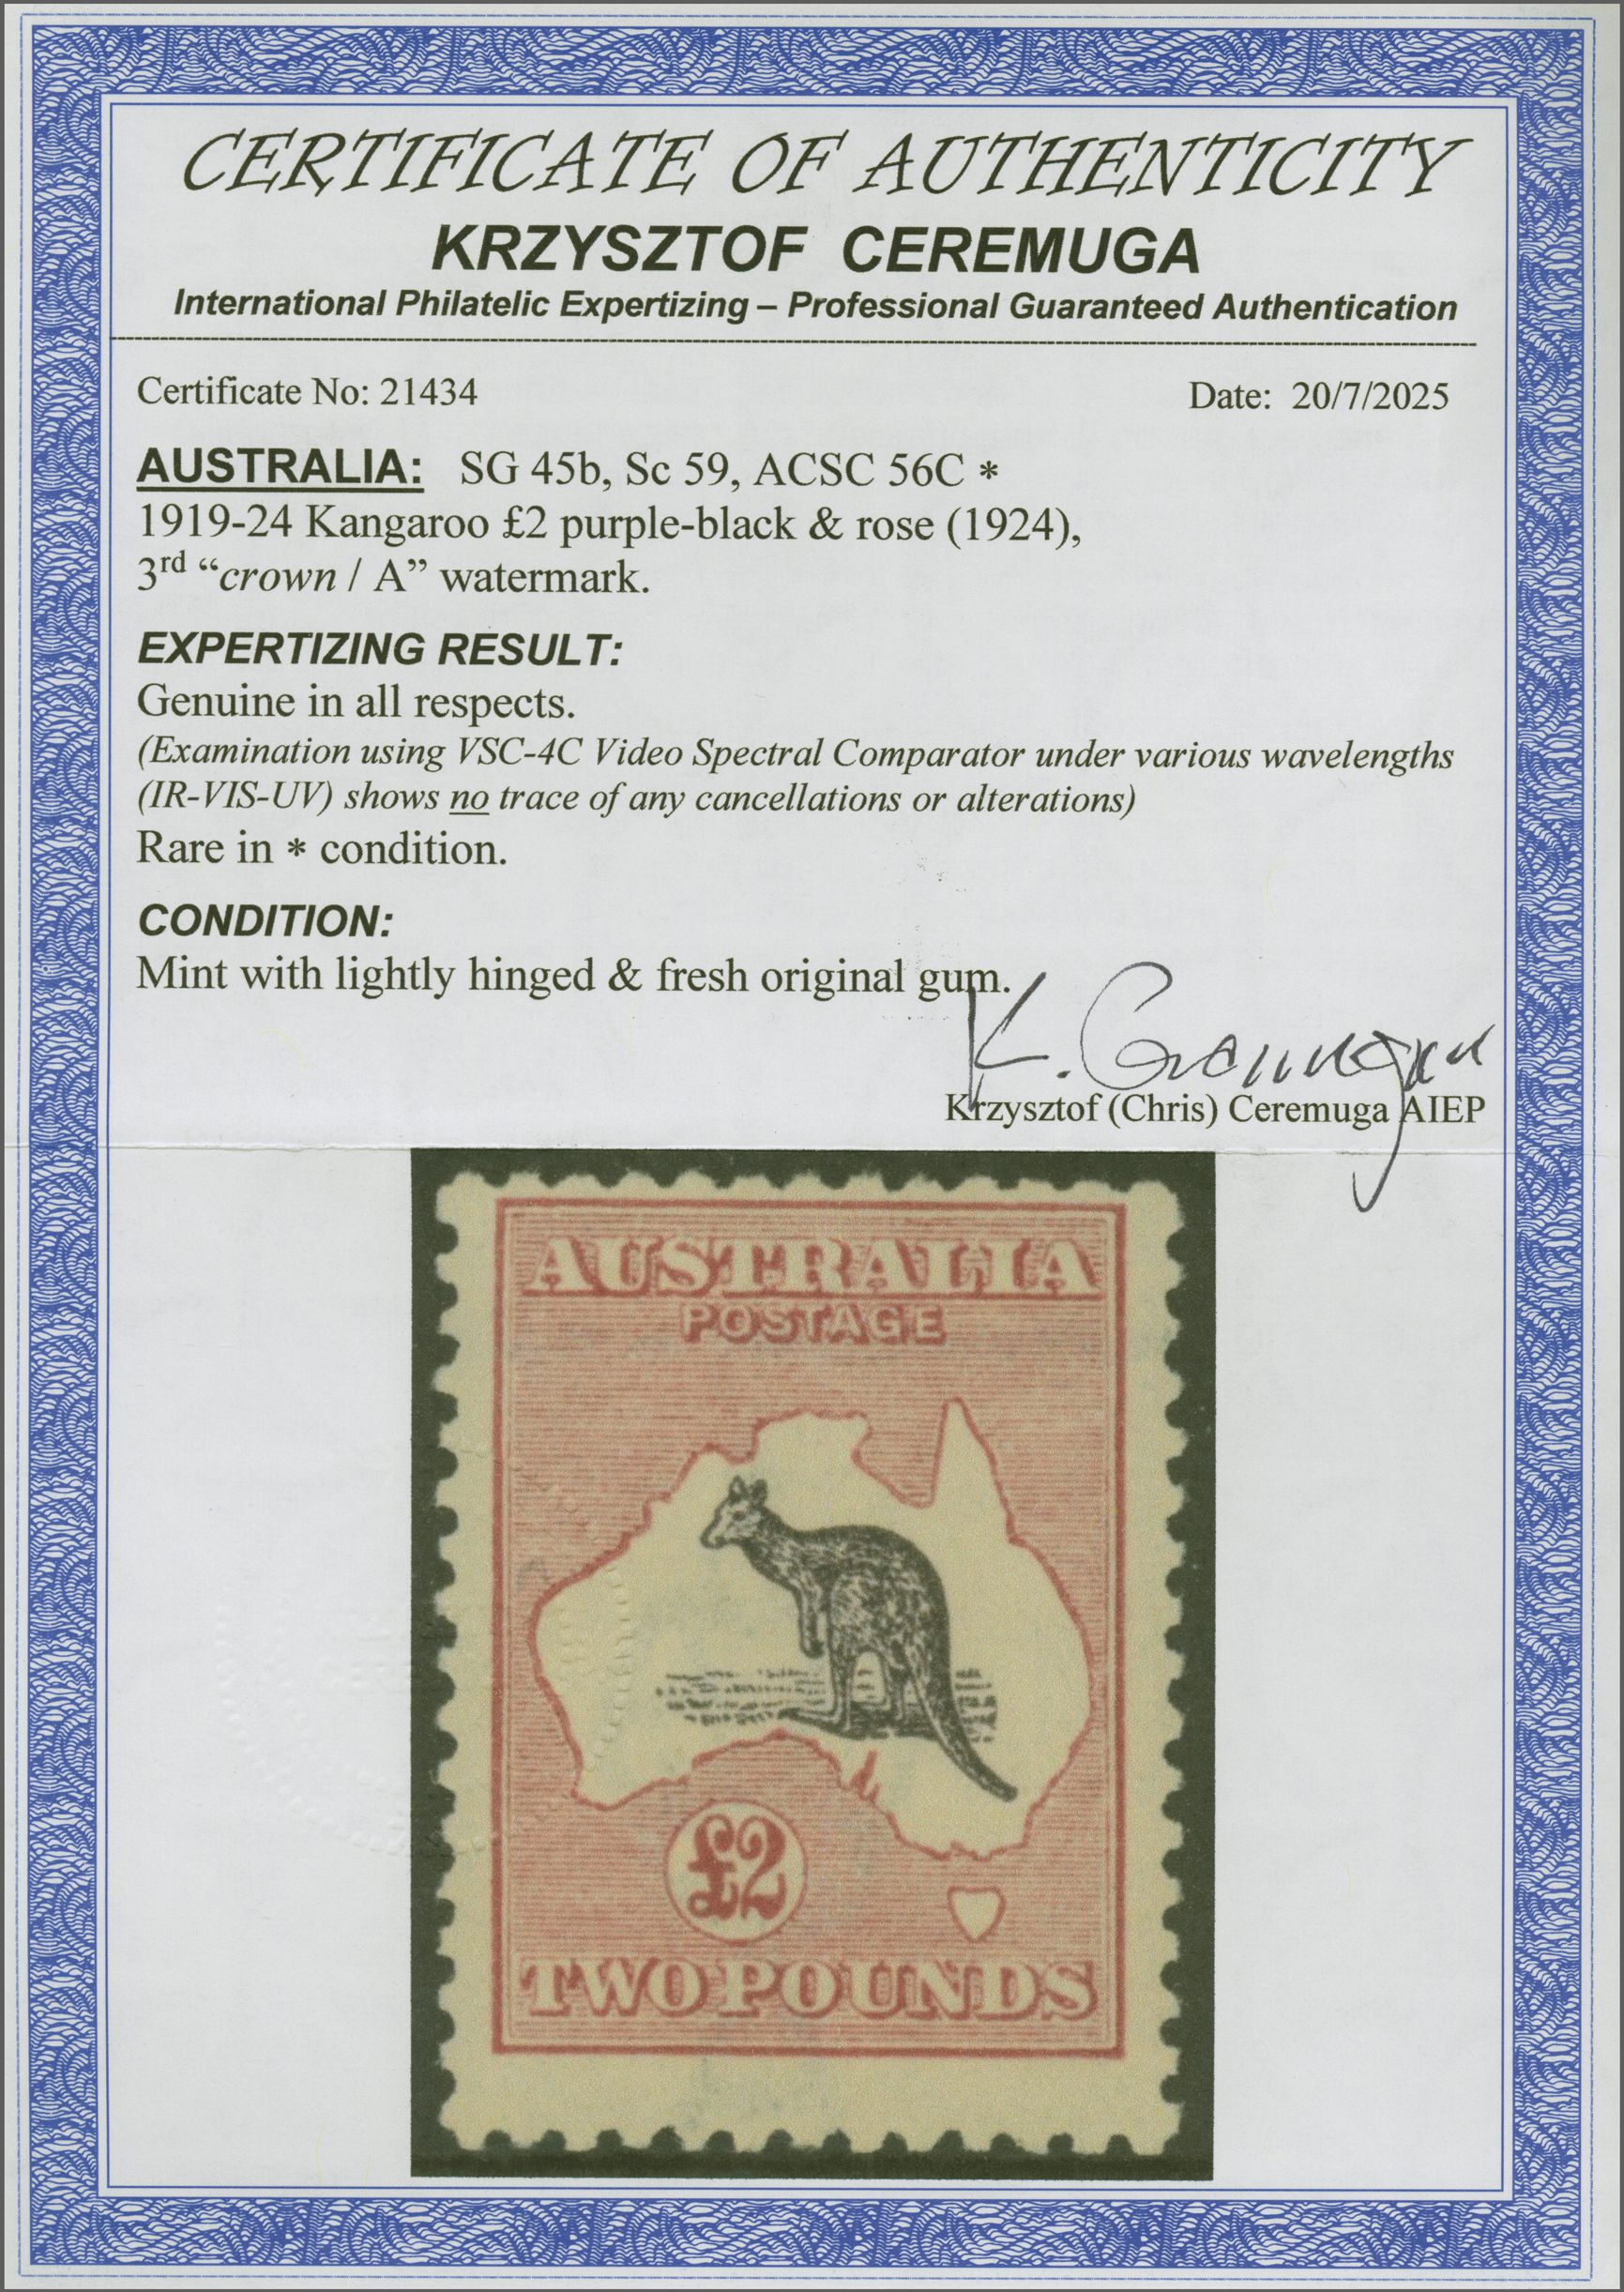 CERTIFICATE OF AUTHENTICITY
KRZYSZTOF CEREMUGA
International Philatelic Expertizing – Professional Guaranteed Authentication
Certificate No: 21434
Date: 20/7/2025
AUSTRALIA: SG 45b, Sc 59, ACSC 56C *
1919-24 Kangaroo £2 purple-black & rose (1924),
3rd “crown / A” watermark.
EXPERTIZING RESULT:
Genuine in all respects.
(Examination using VSC-4C Video Spectral Comparator under various wavelengths
(IR-VIS-UV) shows no trace of any cancellations or alterations)
Rare in * condition.
CONDITION:
Mint with lightly hinged & fresh original gum.
K. Ceremuga
Krzysztof (Chris) Ceremuga AIEP
AUSTRALIA
POSTAGE
£2
TWO POUNDS